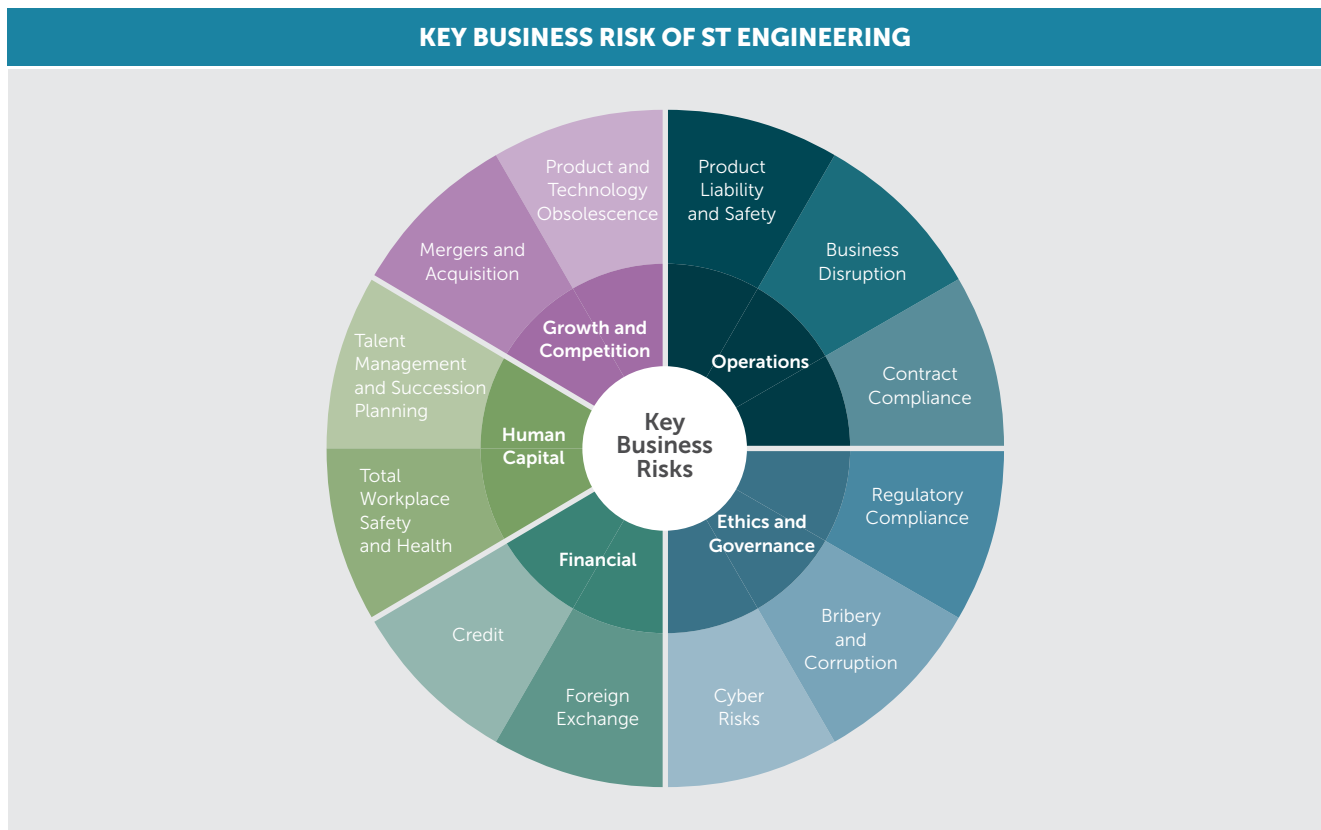 KEY BUSINESS RISK OF ST ENGINEERING
Product and
Technology
Obsolescence
Product
Liability
and Safety
Mergers and
Acquisition
Business
Disruption
Growth and
Competition
Operations
Talent
Management
and Succession
Planning
Contract
Compliance
Human
Capital
Key
Business
Risks
Total
Workplace
Safety
and Health
Regulatory
Compliance
Ethics and
Governance
Financial
Credit
Bribery
and
Corruption
Foreign
Exchange
Cyber
Risks